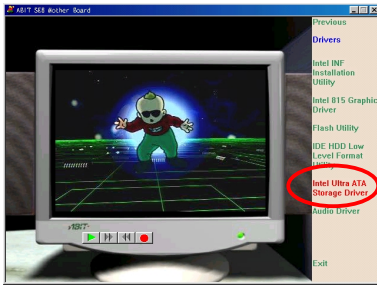 ABIT SE6 Mother Board
Previous
Drivers
Intel INF
Installation
Utility
Intel 815 Graphic
Driver
Flash Utility
IDE HDD Low
Level Format
Utility
Intel Ultra ATA
Storage Driver
Audio Driver
ABIT
Exit